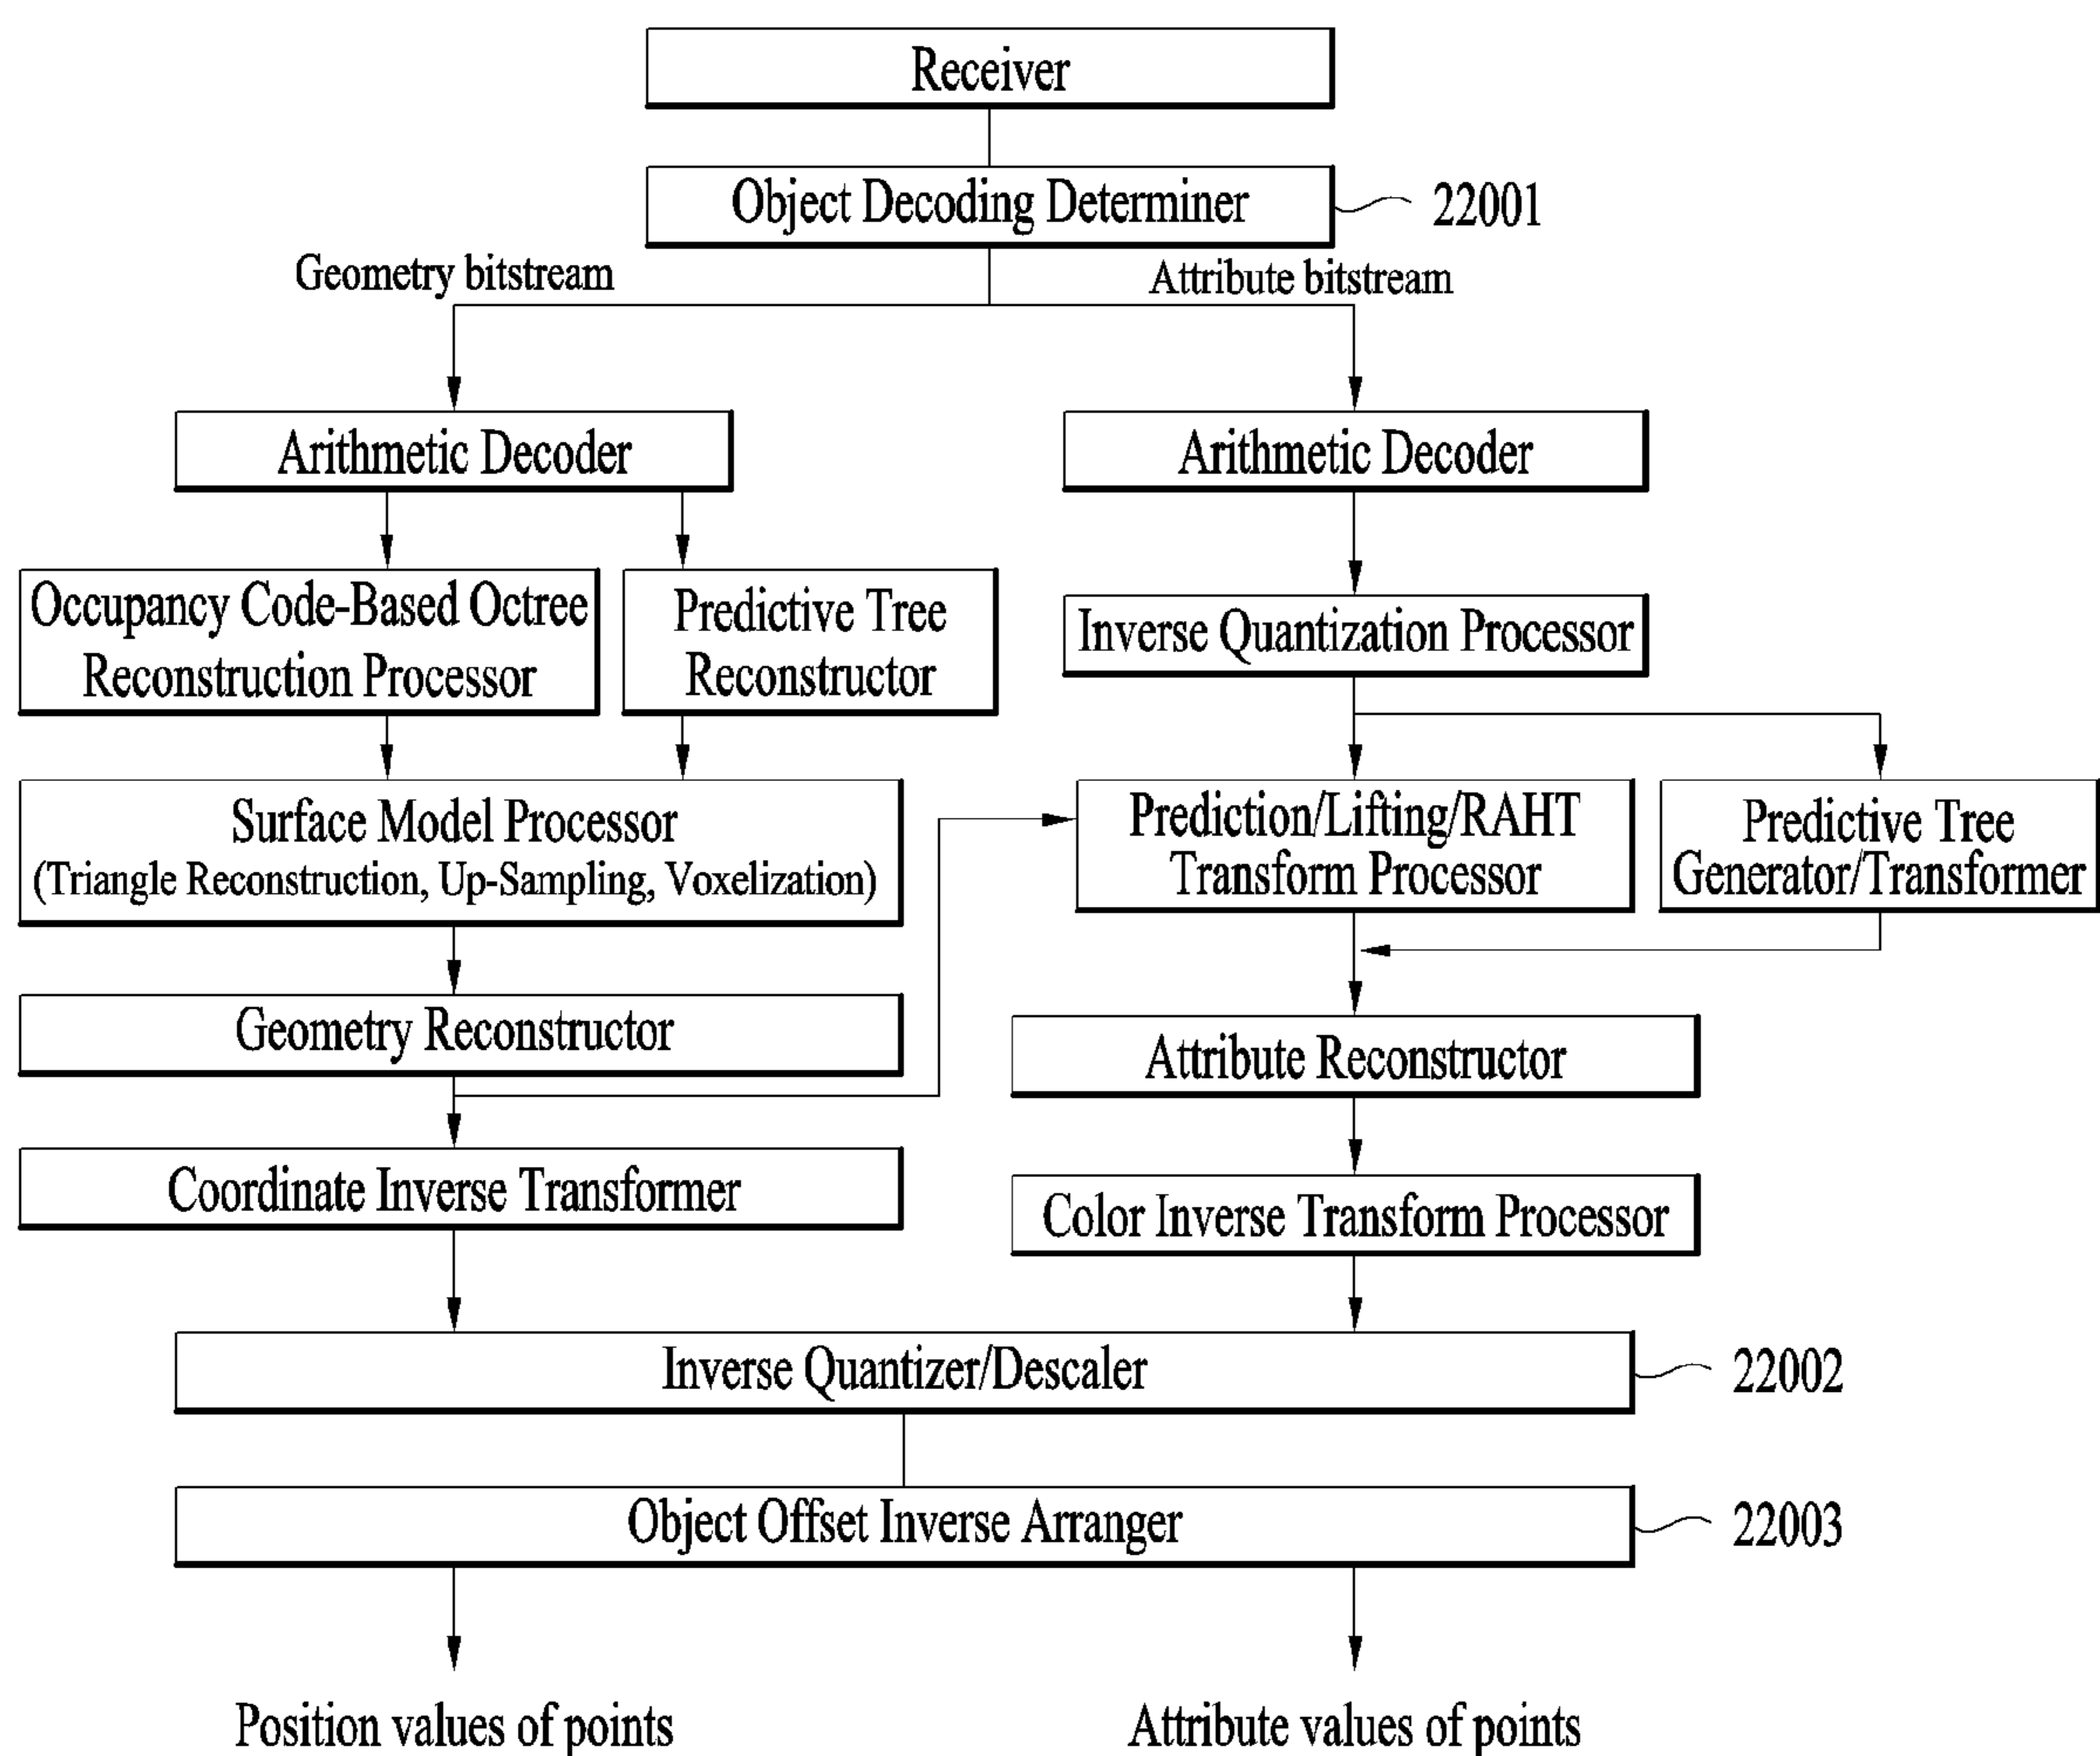 Receiver
Object Decoding Determiner
22001
Geometry bitstream
Attribute bitstream
Arithmetic Decoder
Arithmetic Decoder
Occupancy Code-Based Octree
Reconstruction Processor
Predictive Tree
Reconstructor
Inverse Quantization Processor
Surface Model Processor
(Triangle Reconstruction, Up-Sampling, Voxelization)
Prediction/Lifting/RAHT
Transform Processor
Predictive Tree
Generator/Transformer
Geometry Reconstructor
Attribute Reconstructor
Coordinate Inverse Transformer
Color Inverse Transform Processor
Inverse Quantizer/Descaler
22002
Object Offset Inverse Arranger
22003
Position values of points
Attribute values of points